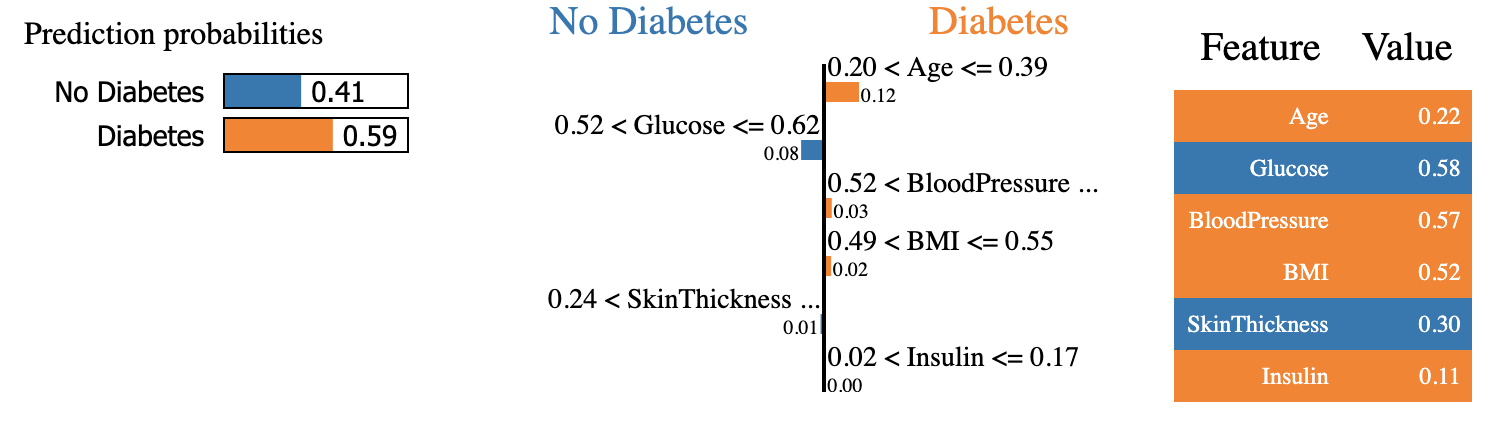 Prediction probabilities
No Diabetes 0.41
Diabetes 0.59
No Diabetes Diabetes
0.20 < Age <= 0.39
0.12
0.52 < Glucose <= 0.62
0.08
0.52 < BloodPressure ...
0.03
0.49 < BMI <= 0.55
0.02
0.24 < SkinThickness ...
0.01
0.02 < Insulin <= 0.17
0.00
Feature Value
Age 0.22
Glucose 0.58
BloodPressure 0.57
BMI 0.52
SkinThickness 0.30
Insulin 0.11